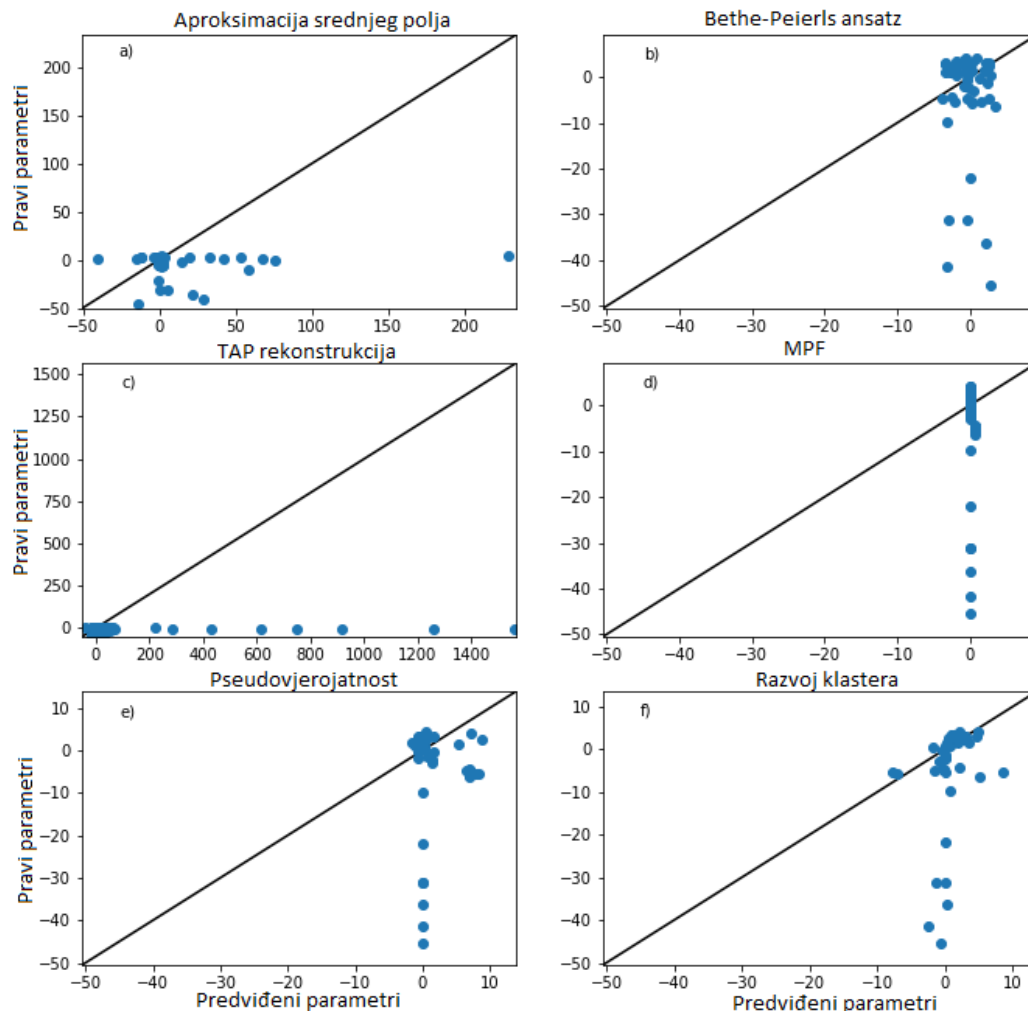 Aproksimacija srednjeg polja
Bethe-Peierls ansatz
a)
200
150
100
50
0
−50
−50 0 50 100 150 200
Pravi parametri
b)
0
−10
−20
−30
−40
−50
−50 −40 −30 −20 −10 0
TAP rekonstrukcija
MPF
c)
1500
1250
1000
750
500
250
0
0 200 400 600 800 1000 1200 1400
Pravi parametri
d)
0
−10
−20
−30
−40
−50
−50 −40 −30 −20 −10 0
Pseudovjerojatnost
Razvoj klastera
e)
10
0
−10
−20
−30
−40
−50
−50 −40 −30 −20 −10 0 10
Pravi parametri
Predviđeni parametri
f)
10
0
−10
−20
−30
−40
−50
−50 −40 −30 −20 −10 0 10
Predviđeni parametri